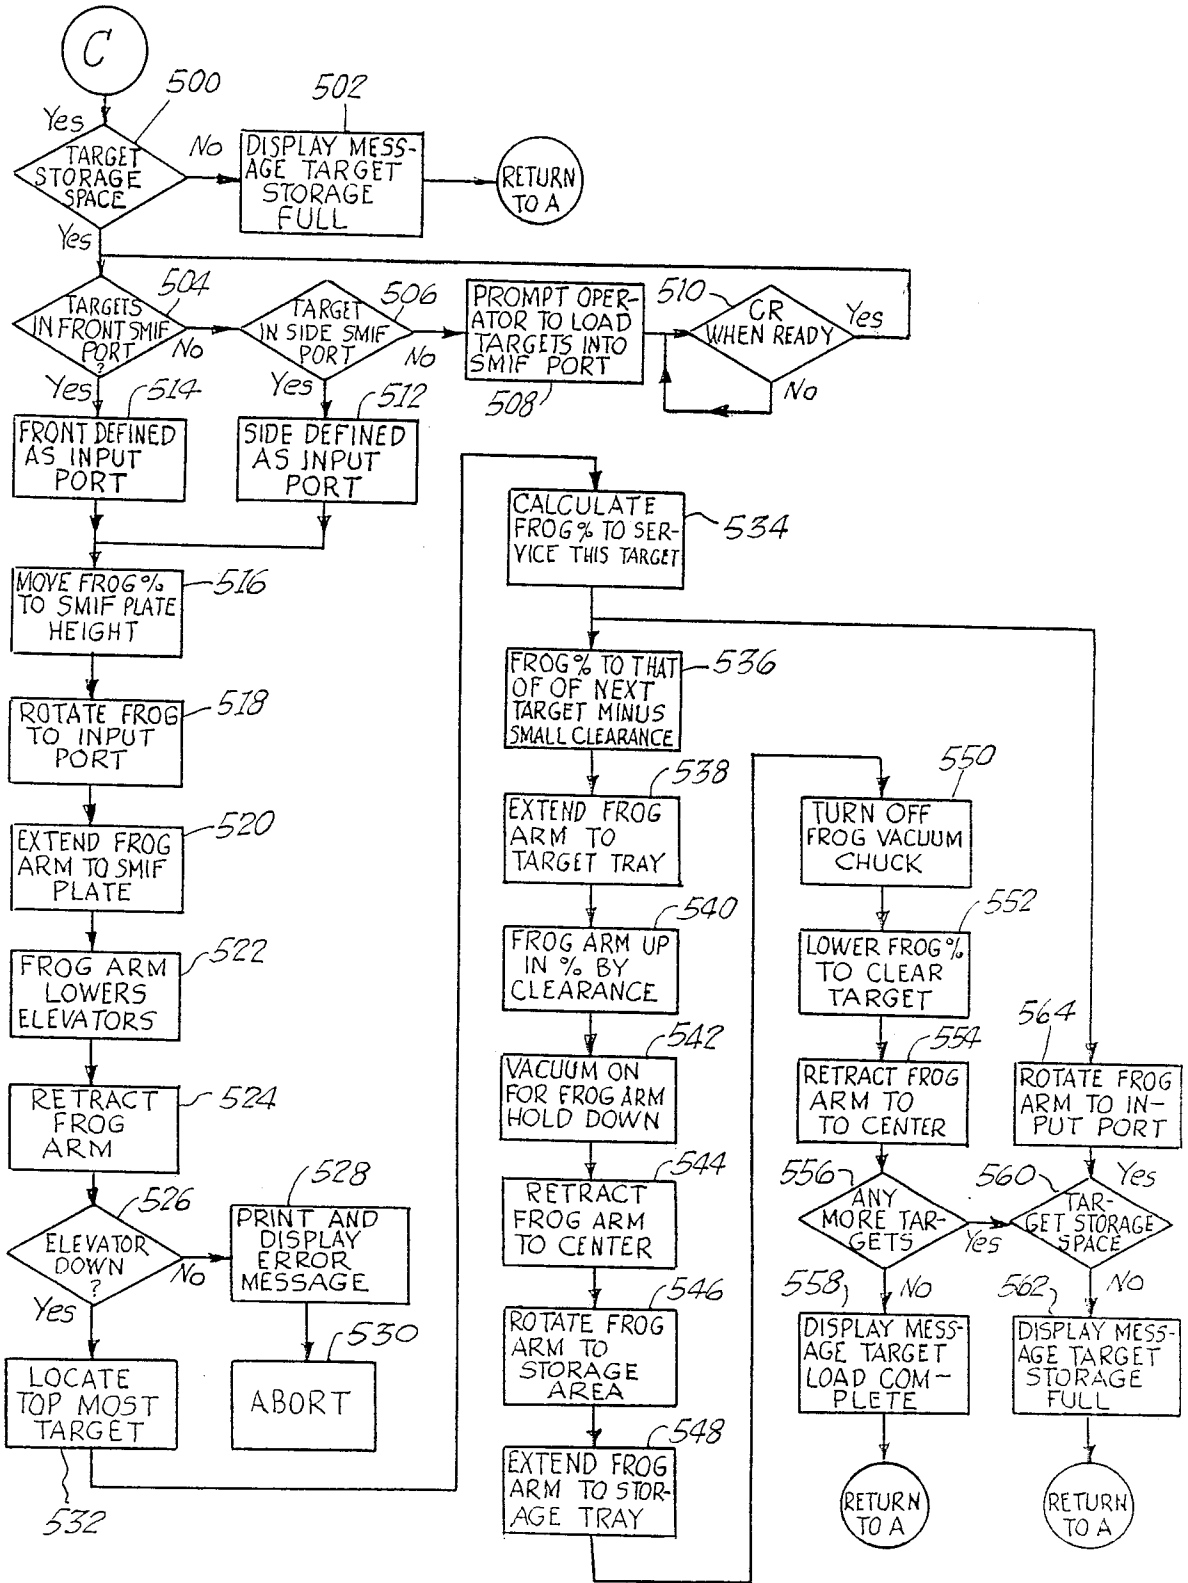 C
500
Yes
TARGET
STORAGE
SPACE
No
502
DISPLAY MESS-
AGE TARGET
STORAGE
FULL
RETURN
TO A
Yes
TARGETS
IN FRONT SMIF
PORT
?
504
No
TARGET
IN SIDE SMIF
PORT
506
No
PROMPT OPER-
ATOR TO LOAD
TARGETS INTO
SMIF PORT
508
510
CR
WHEN READY
Yes
No
Yes
514
FRONT DEFINED
AS INPUT
PORT
Yes
512
SIDE DEFINED
AS INPUT
PORT
MOVE FROG %
TO SMIF PLATE
HEIGHT
516
ROTATE FROG
TO INPUT
PORT
518
EXTEND FROG
ARM TO SMIF
PLATE
520
FROG ARM
LOWERS
ELEVATORS
522
RETRACT
FROG
ARM
524
526
ELEVATOR
DOWN
?
No
528
PRINT AND
DISPLAY
ERROR
MESSAGE
530
ABORT
Yes
LOCATE
TOP MOST
TARGET
532
CALCULATE
FROG % TO SER-
VICE THIS TARGET
534
FROG % TO THAT
OF OF NEXT
TARGET MINUS
SMALL CLEARANCE
536
538
EXTEND FROG
ARM TO
TARGET TRAY
540
FROG ARM UP
IN % BY
CLEARANCE
542
VACUUM ON
FOR FROG ARM
HOLD DOWN
544
RETRACT
FROG ARM
TO CENTER
546
ROTATE FROG
ARM TO
STORAGE
AREA
548
EXTEND FROG
ARM TO STOR-
AGE TRAY
550
TURN OFF
FROG VACUUM
CHUCK
552
LOWER FROG %
TO CLEAR
TARGET
554
RETRACT FROG
ARM TO
TO CENTER
556
ANY
MORE TAR-
GETS
Yes
No
558
DISPLAY MESS-
AGE TARGET
LOAD COM-
PLETE
RETURN
TO A
564
ROTATE FROG
ARM TO IN-
PUT PORT
Yes
560
TAR-
GET STORAGE
SPACE
No
562
DISPLAY MESS-
AGE TARGET
STORAGE
FULL
RETURN
TO A